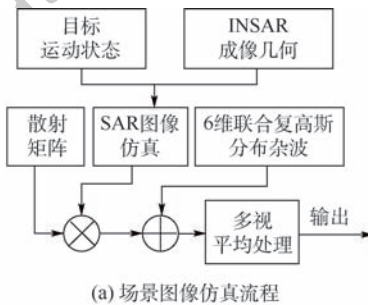 目标
运动状态
INSAR
成像几何
散射
矩阵
SAR图像
仿真
6维联合复高斯
分布杂波
多视
平均处理
输出
(a) 场景图像仿真流程